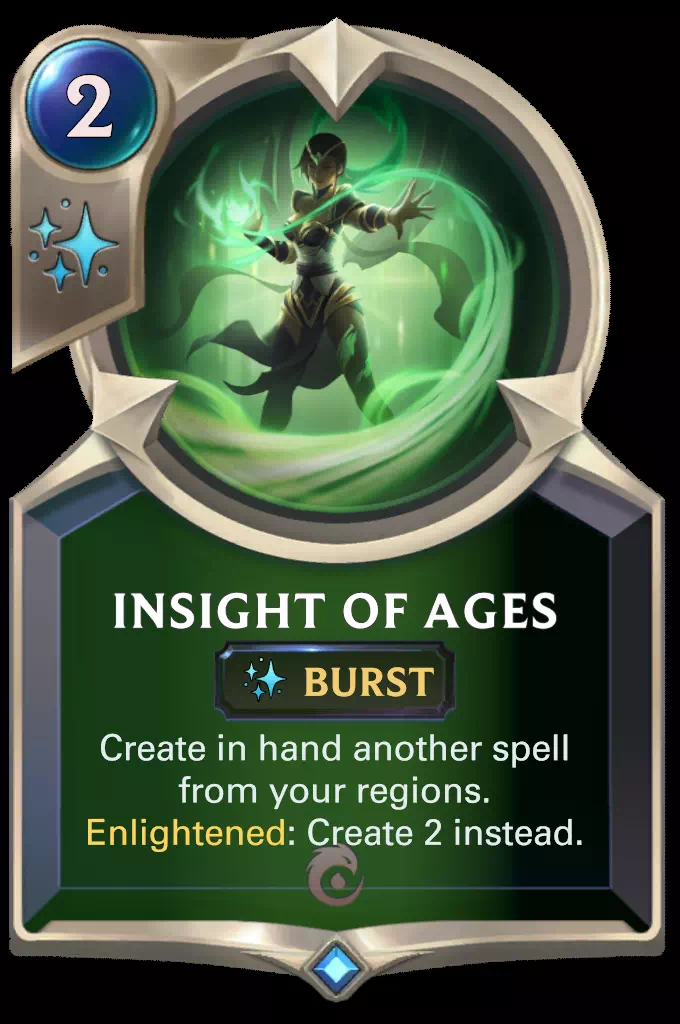 2
INSIGHT OF AGES
BURST
Create in hand another spell
from your regions.
Enlightened: Create 2 instead.